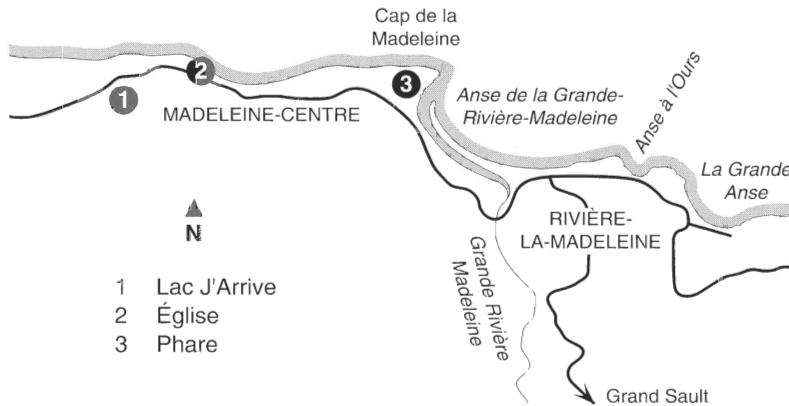 Cap de la
Madeleine
2
3
1
MADELEINE-CENTRE
Anse de la Grande-
Rivière-Madeleine
Anse à l'Ours
La Grande
Anse
N
RIVIÈRE-
LA-MADELEINE
Grande Rivière
Madeleine
1 Lac J'Arrive
2 Église
3 Phare
Grand Sault